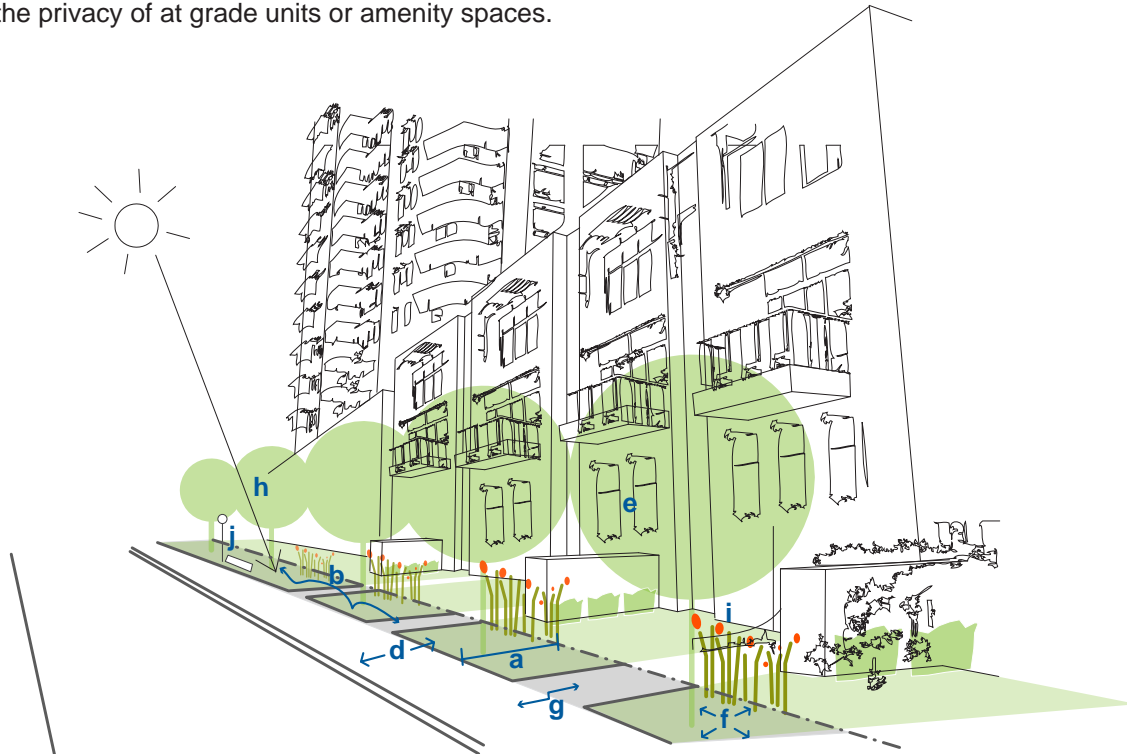 the privacy of at grade units or amenity spaces.
h
e
j
b
i
d
a
g
f